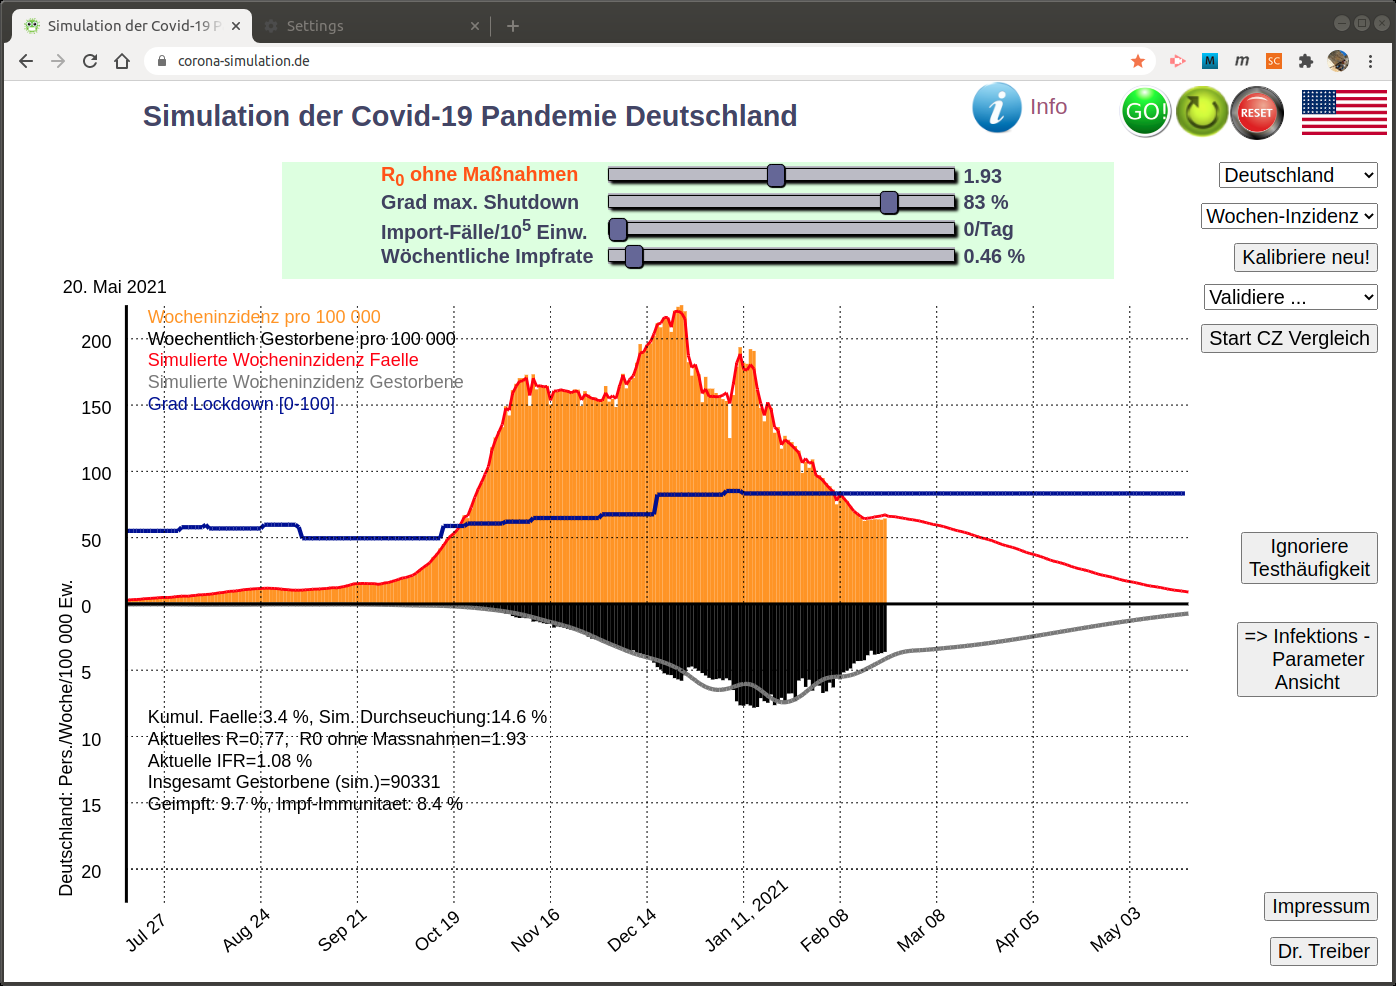 Simulation der Covid-19 P
Settings
corona-simulation.de
M
m
SC
Simulation der Covid-19 Pandemie Deutschland
i
Info
GO!
RESET
R0 ohne Maßnahmen
1.93
Grad max. Shutdown
83 %
Import-Fälle/10^5 Einw.
0/Tag
Wöchentliche Impfrate
0.46 %
Deutschland
Wochen-Inzidenz
Kalibriere neu!
Validiere ...
Start CZ Vergleich
Ignoriere
Testhäufigkeit
=> Infektions -
Parameter
Ansicht
Impressum
Dr. Treiber
20. Mai 2021
Wocheninzidenz pro 100 000
Woechentlich Gestorbene pro 100 000
Simulierte Wocheninzidenz Faelle
Simulierte Wocheninzidenz Gestorbene
Grad Lockdown [0-100]
200
150
100
50
0
5
10
15
20
Deutschland: Pers./Woche/100 000 Ew.
Kumul. Faelle:3.4 %, Sim. Durchseuchung:14.6 %
Aktuelles R=0.77, R0 ohne Massnahmen=1.93
Aktuelle IFR=1.08 %
Insgesamt Gestorbene (sim.)=90331
Geimpft: 9.7 %, Impf-Immunitaet: 8.4 %
Jul 27
Aug 24
Sep 21
Oct 19
Nov 16
Dec 14
Jan 11, 2021
Feb 08
Mar 08
Apr 05
May 03